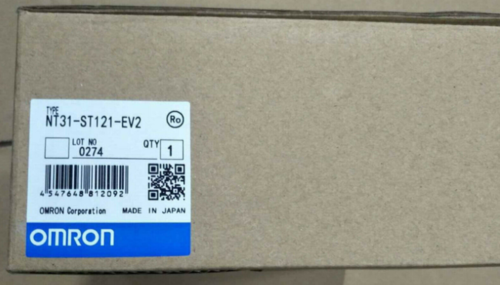 TYPE
NT31-ST121-EV2
Ro
LOT NO
0274
QTY
1
4 547648 812092
OMRON Corporation MADE IN JAPAN
OMRON